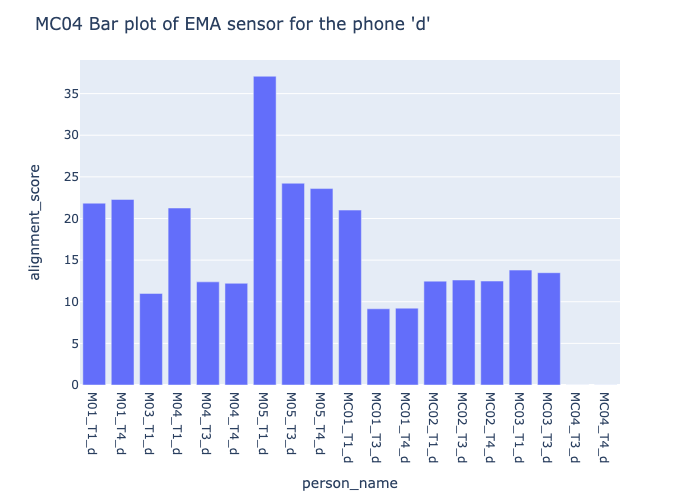 MC04 Bar plot of EMA sensor for the phone 'd'
alignment_score
35
30
25
20
15
10
5
0
M01_T1_d
M01_T4_d
M03_T1_d
M04_T1_d
M04_T3_d
M04_T4_d
M05_T1_d
M05_T3_d
M05_T4_d
MC01_T1_d
MC01_T3_d
MC01_T4_d
MC02_T1_d
MC02_T3_d
MC02_T4_d
MC03_T1_d
MC03_T3_d
MC04_T3_d
MC04_T4_d
person_name